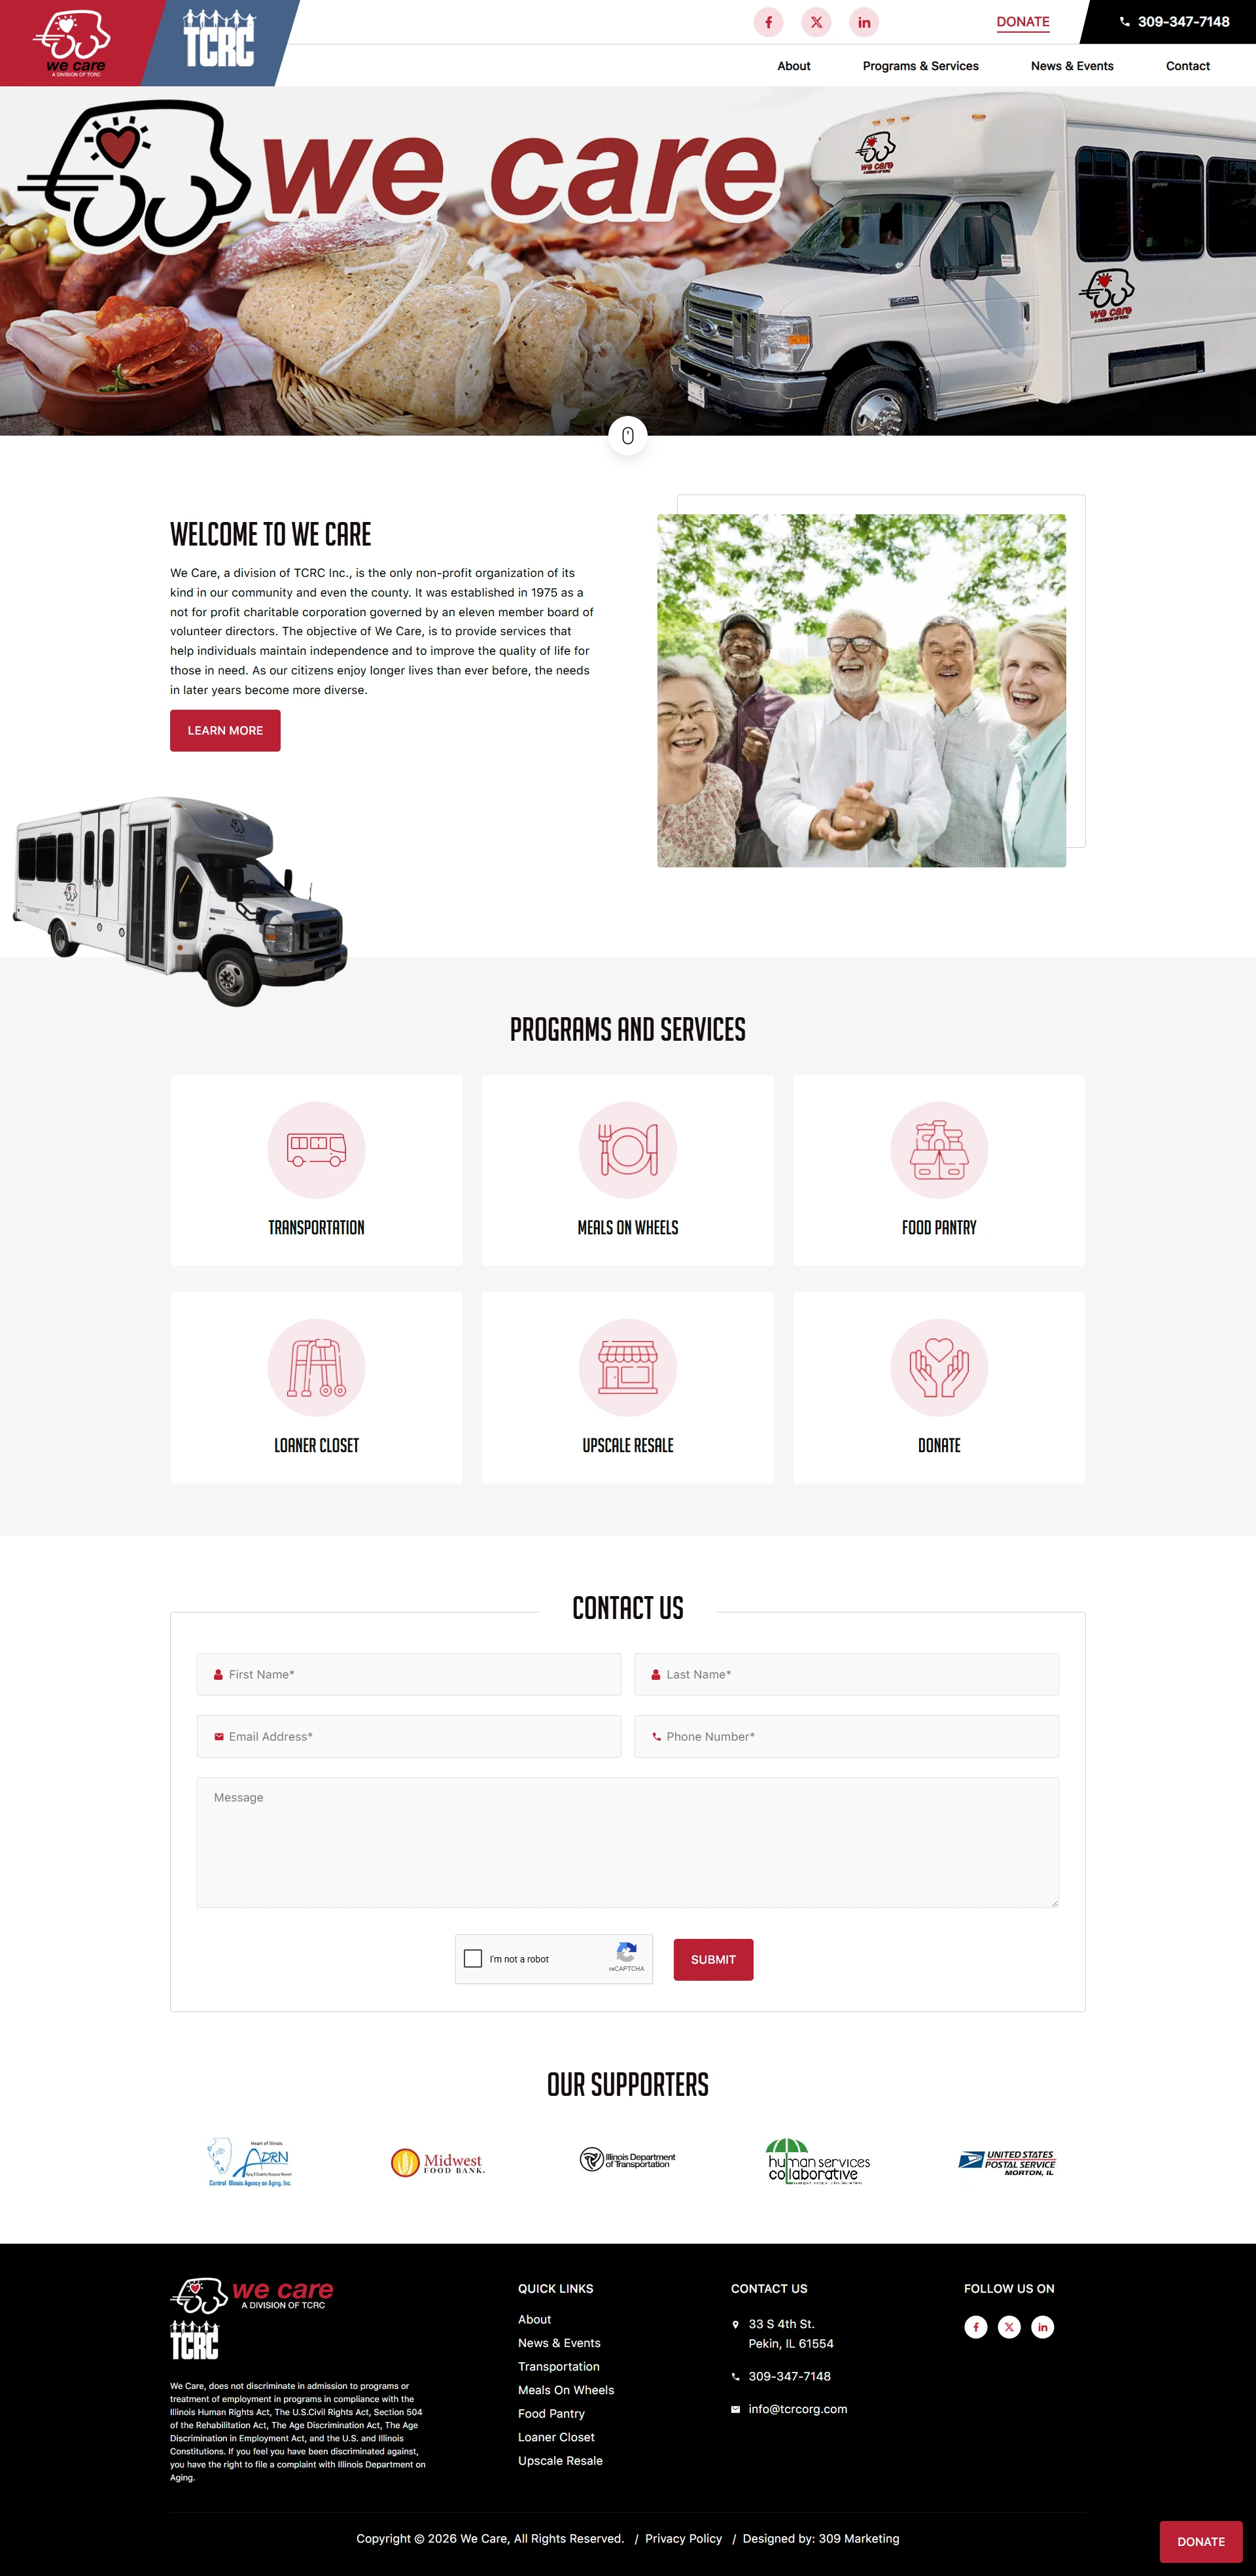 we care
A DIVISION OF TCRC
TCRC
DONATE
309-347-7148
About
Programs & Services
News & Events
Contact
we care
we care
A DIVISION OF TCRC
we care
A DIVISION OF TCRC
WELCOME TO WE CARE
We Care, a division of TCRC Inc., is the only non-profit organization of its
kind in our community and even the county. It was established in 1975 as a
not for profit charitable corporation governed by an eleven member board of
volunteer directors. The objective of We Care, is to provide services that
help individuals maintain independence and to improve the quality of life for
those in need. As our citizens enjoy longer lives than ever before, the needs
in later years become more diverse.
LEARN MORE
PROGRAMS AND SERVICES
TRANSPORTATION
MEALS ON WHEELS
FOOD PANTRY
LOANER CLOSET
UPSCALE RESALE
DONATE
CONTACT US
First Name*
Last Name*
Email Address*
Phone Number*
Message
I'm not a robot
reCAPTCHA
SUBMIT
OUR SUPPORTERS
Heart of Illinois
ADRN
Central Illinois Agency on Aging, Inc.
Midwest
FOOD BANK.
Illinois Department
of Transportation
human services
collaborative
UNITED STATES
POSTAL SERVICE
MORTON, IL
we care
A DIVISION OF TCRC
TCRC
We Care, does not discriminate in admission to programs or
treatment of employment in programs in compliance with the
Illinois Human Rights Act, The U.S.Civil Rights Act, Section 504
of the Rehabilitation Act, The Age Discrimination Act, The Age
Discrimination in Employment Act, and the U.S. and Illinois
Constitutions. If you feel you have been discriminated against,
you have the right to file a complaint with Illinois Department on
Aging.
QUICK LINKS
About
News & Events
Transportation
Meals On Wheels
Food Pantry
Loaner Closet
Upscale Resale
CONTACT US
33 S 4th St.
Pekin, IL 61554
309-347-7148
info@tcrcorg.com
FOLLOW US ON
Copyright © 2026 We Care, All Rights Reserved. / Privacy Policy / Designed by: 309 Marketing
DONATE